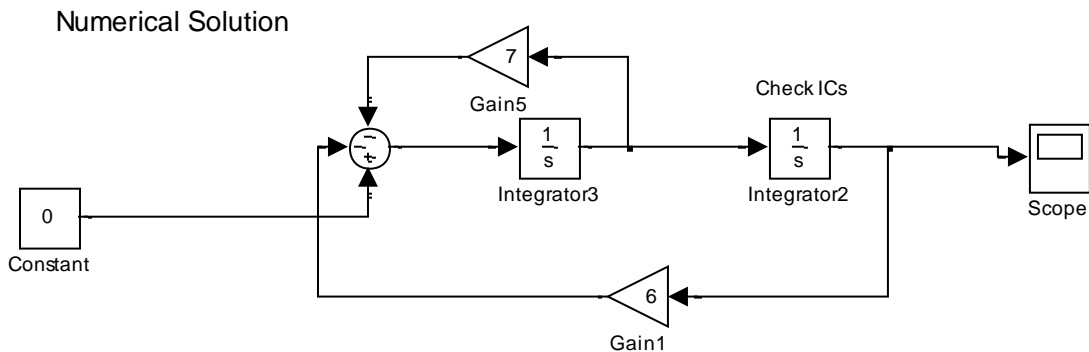 Numerical Solution
7
Gain5
Check ICs
−
−
+
1
s
Integrator3
1
s
Integrator2
Scope
0
Constant
6
Gain1